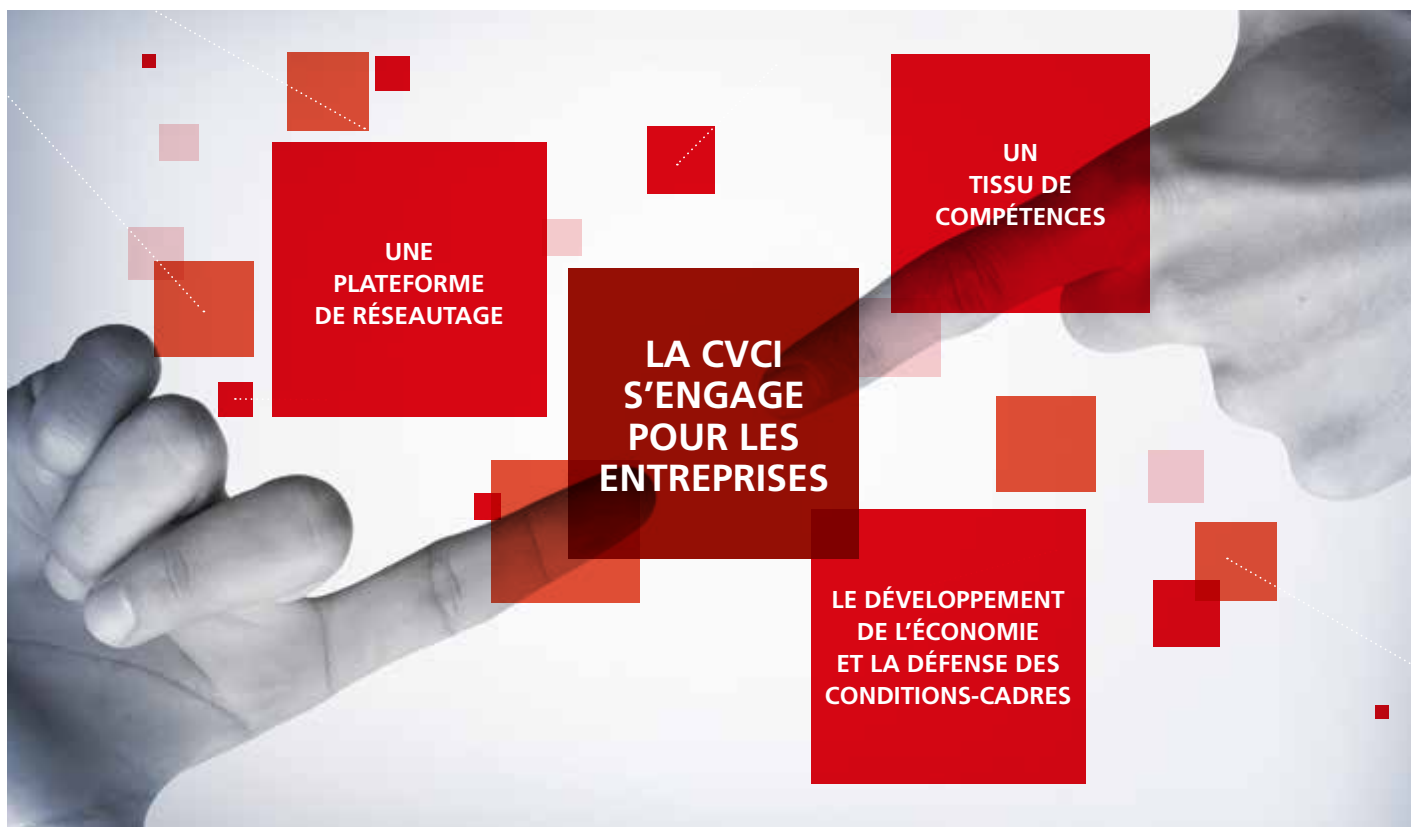 UNE
PLATEFORME
DE RÉSEAUTAGE
LA CVCI
S’ENGAGE
POUR LES
ENTREPRISES
UN
TISSU DE
COMPÉTENCES
LE DÉVELOPPEMENT
DE L’ÉCONOMIE
ET LA DÉFENSE DES
CONDITIONS-CADRES